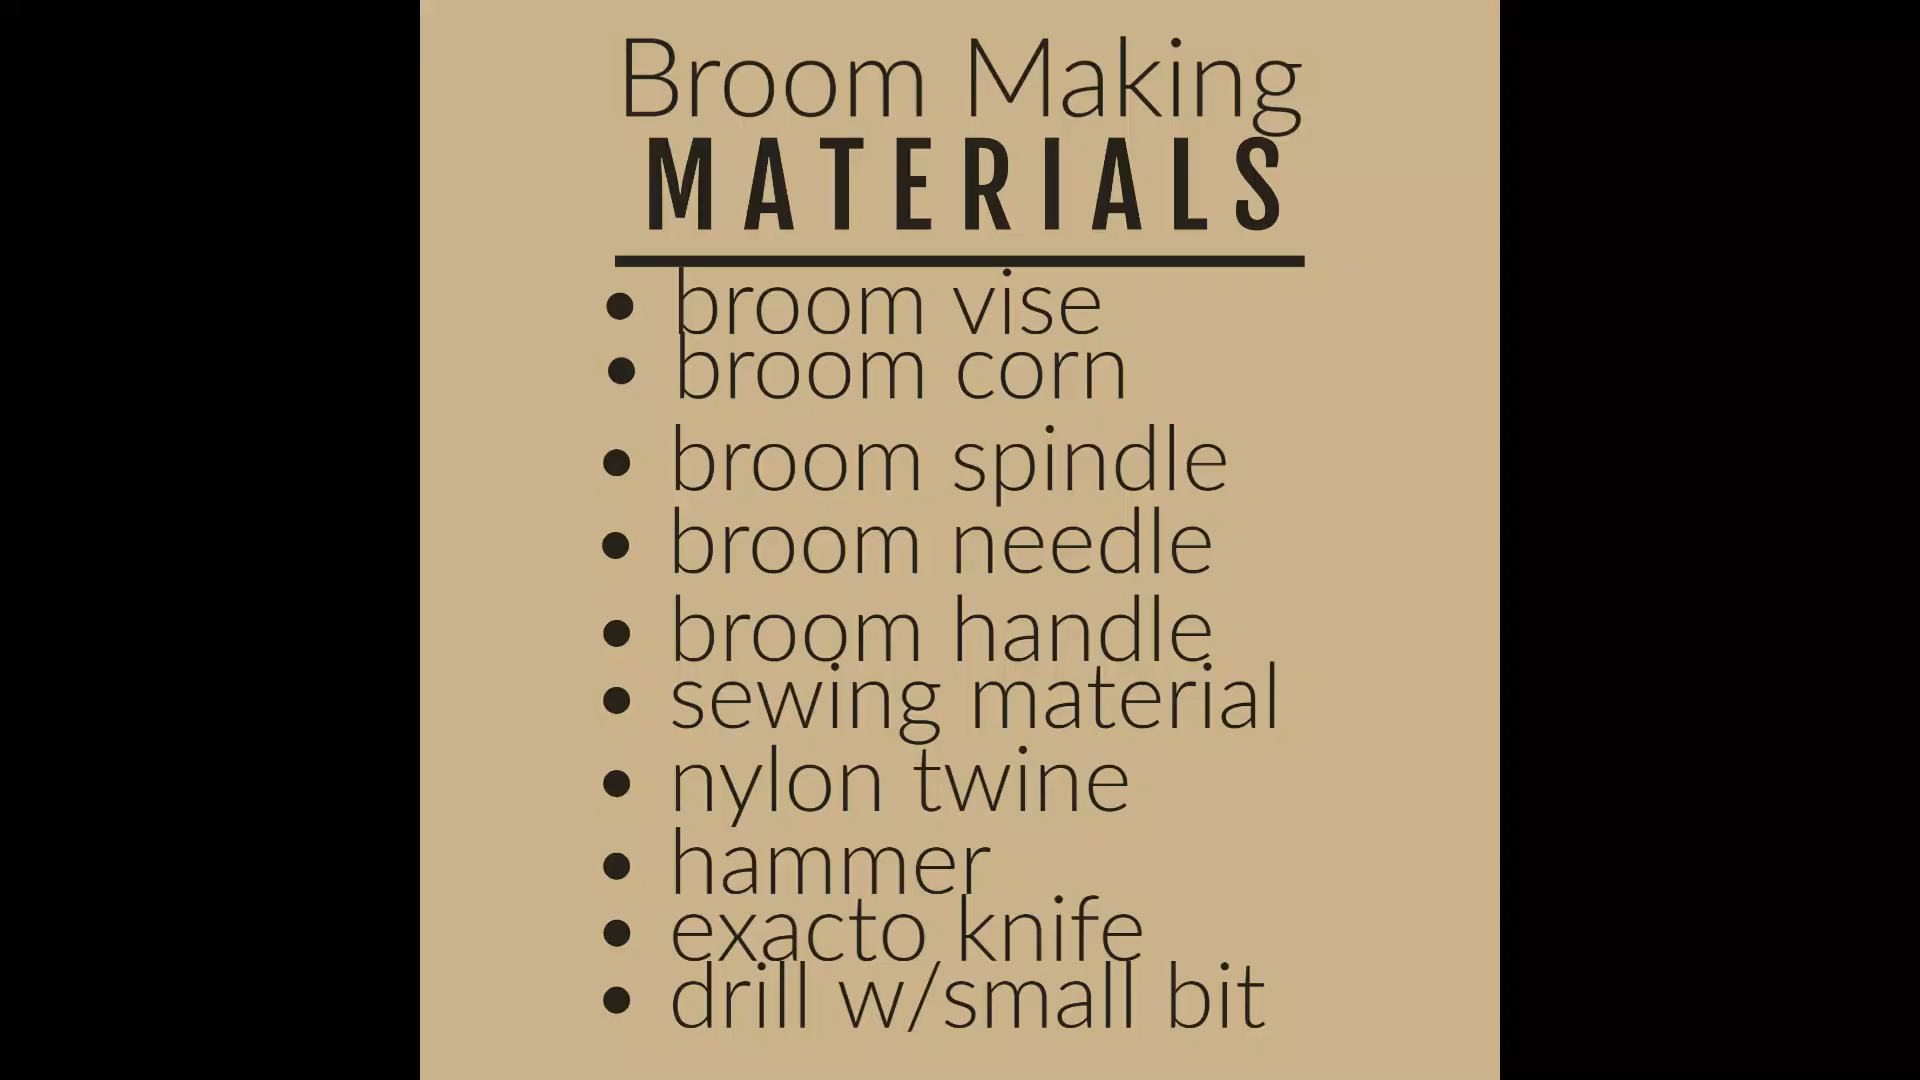 Broom Making
MATERIALS
• broom vise
• broom corn
• broom spindle
• broom needle
• broom handle
• sewing material
• nylon twine
• hammer
• exacto knife
• drill w/small bit